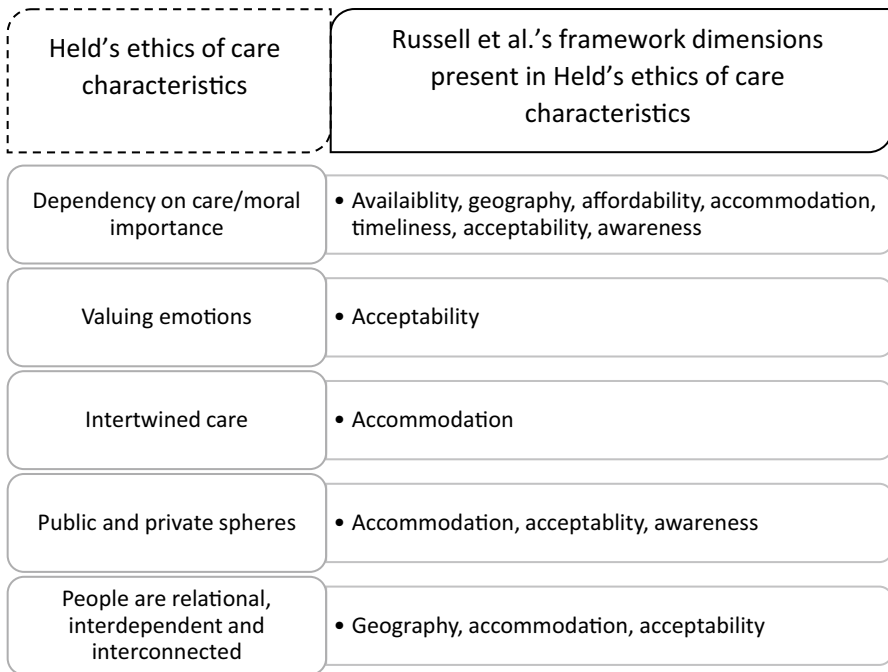 Held's ethics of care
characteristics
Russell et al.'s framework dimensions
present in Held's ethics of care
characteristics
Dependency on care/moral
importance
• Availaiblity, geography, affordability, accommodation,
timeliness, acceptability, awareness
Valuing emotions
• Acceptability
Intertwined care
• Accommodation
Public and private spheres
• Accommodation, acceptablity, awareness
People are relational,
interdependent and
interconnected
• Geography, accommodation, acceptability